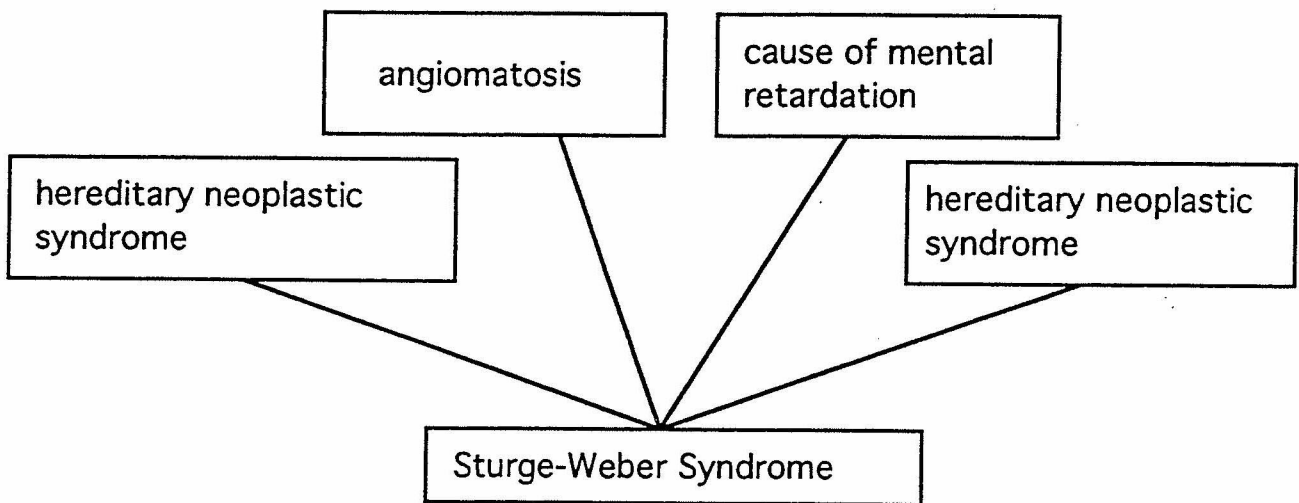 angiomatosis
cause of mental
retardation
hereditary neoplastic
syndrome
hereditary neoplastic
syndrome
Sturge-Weber Syndrome